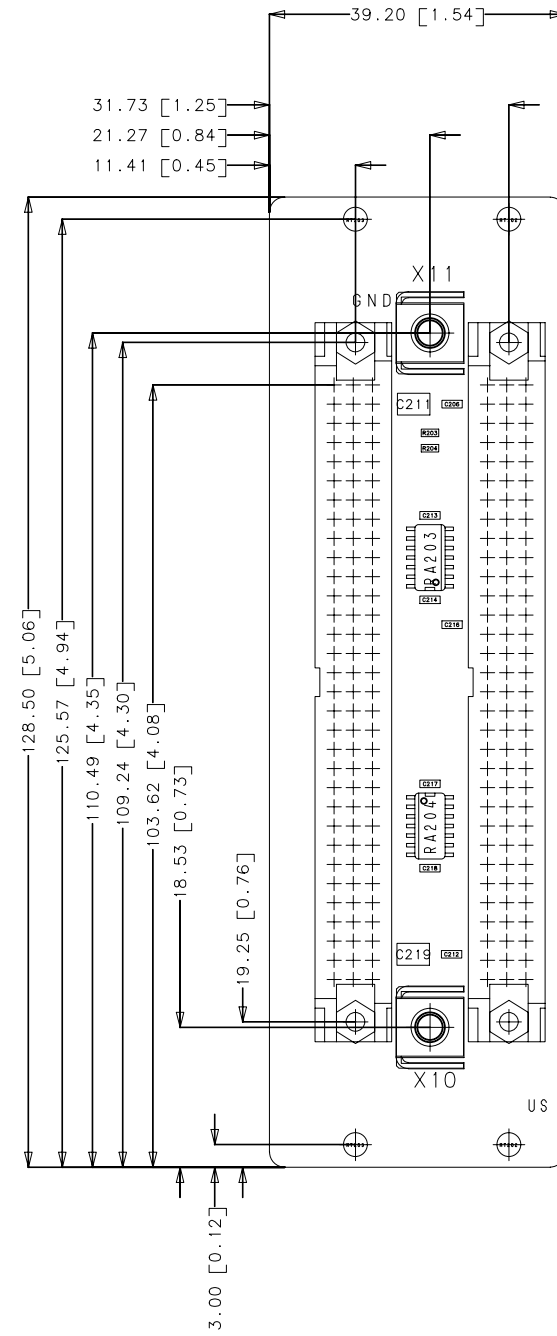 39.20 [1.54]
31.73 [1.25]
21.27 [0.84]
11.41 [0.45]
X11
GND
C211
C206
R203
R204
C213
RA203
C214
C216
128.50 [5.06]
125.57 [4.94]
110.49 [4.35]
109.24 [4.30]
103.62 [4.08]
18.53 [0.73]
19.25 [0.76]
C217
RA204
C218
C219
C212
X10
US
3.00 [0.12]